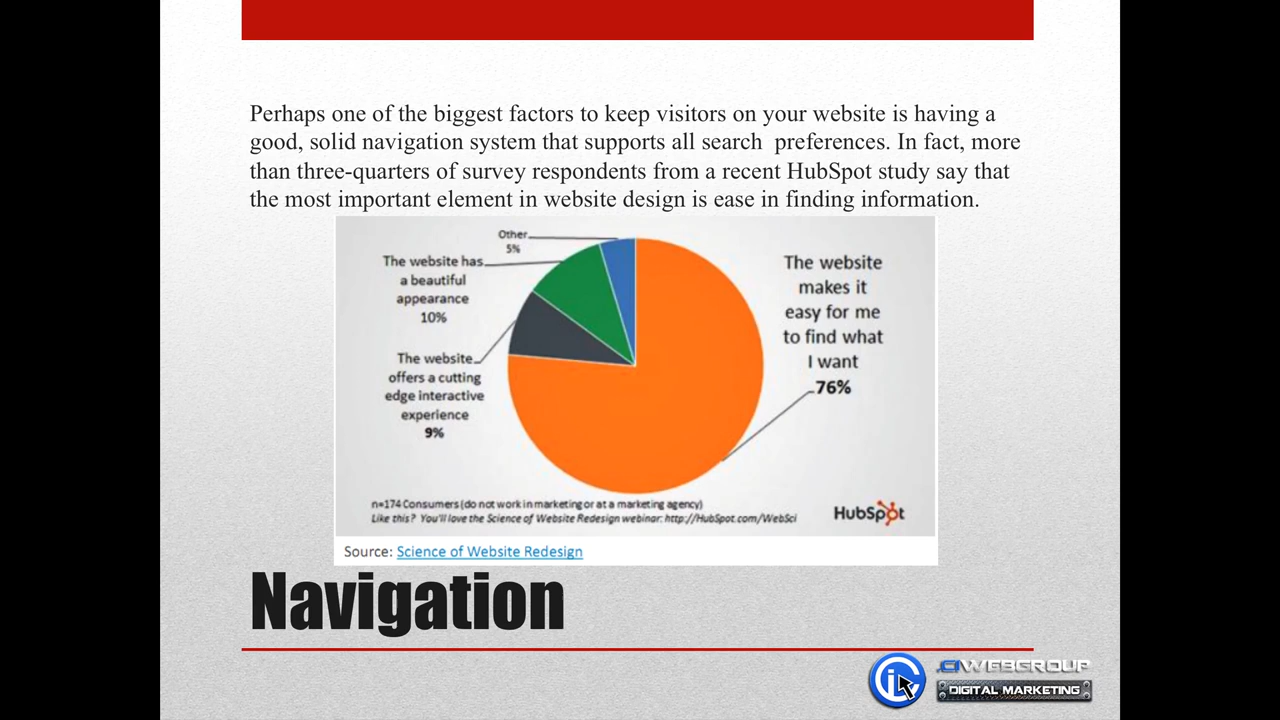 Perhaps one of the biggest factors to keep visitors on your website is having a
good, solid navigation system that supports all search preferences. In fact, more
than three-quarters of survey respondents from a recent HubSpot study say that
the most important element in website design is ease in finding information.
Other
5%
The website has
a beautiful
appearance
10%
The website
offers a cutting
edge interactive
experience
9%
The website
makes it
easy for me
to find what
I want
76%
n=174 Consumers (do not work in marketing or at a marketing agency)
Like this? You'll love the Science of Website Redesign webinar: http://HubSpot.com/WebSci
HubSpot
Source: Science of Website Redesign
Navigation
.CIWEBGROUP
DIGITAL MARKETING